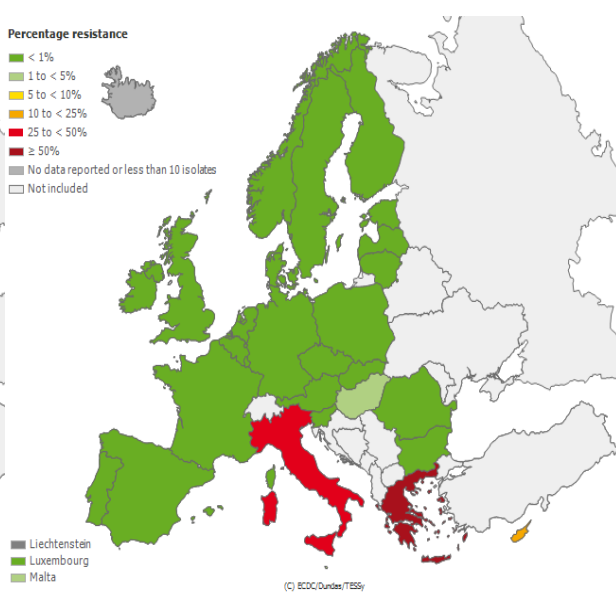 Percentage resistance
< 1%
1 to < 5%
5 to < 10%
10 to < 25%
25 to < 50%
≥ 50%
No data reported or less than 10 isolates
Not included
Liechtenstein
Luxembourg
Malta
(C) ECDC/Dundas/TESSy